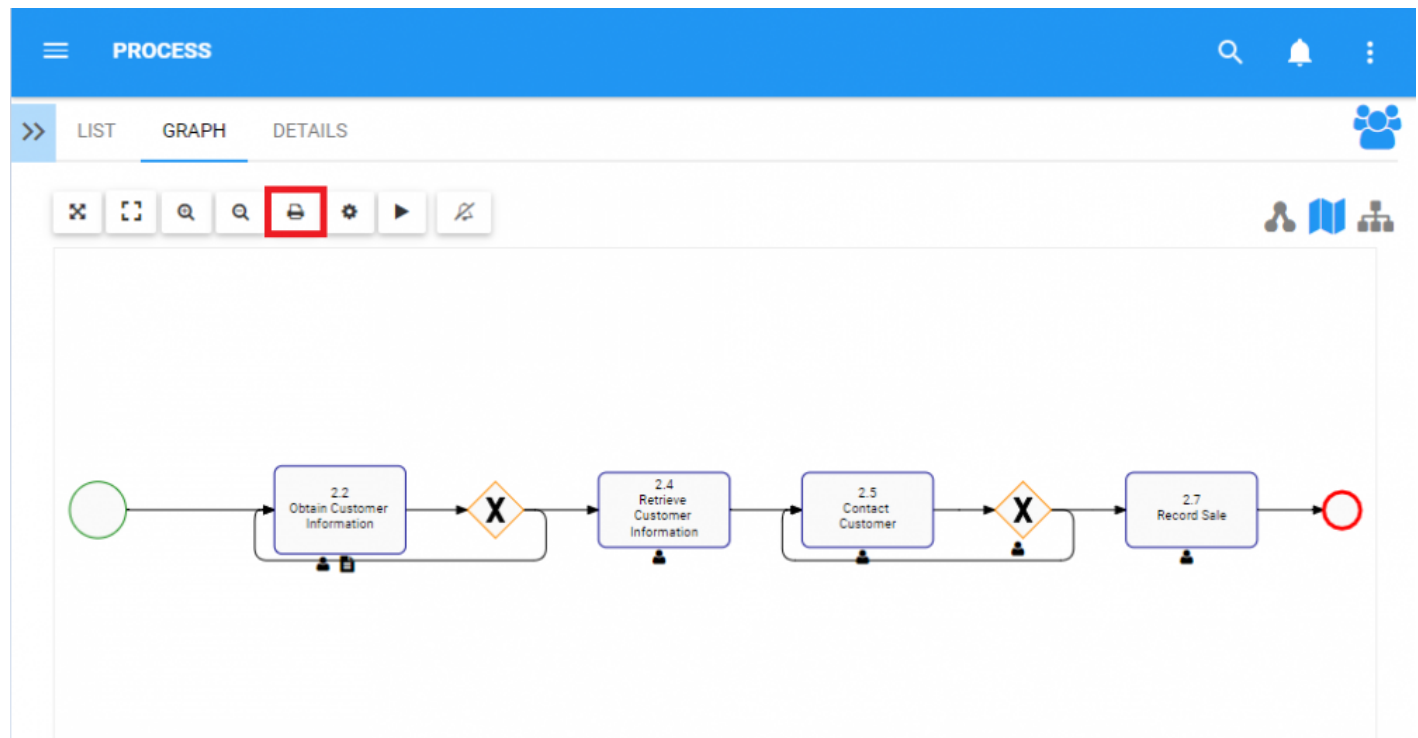 PROCESS
LIST GRAPH DETAILS
2.2
Obtain Customer
Information
X
2.4
Retrieve
Customer
Information
2.5
Contact
Customer
X
2.7
Record Sale